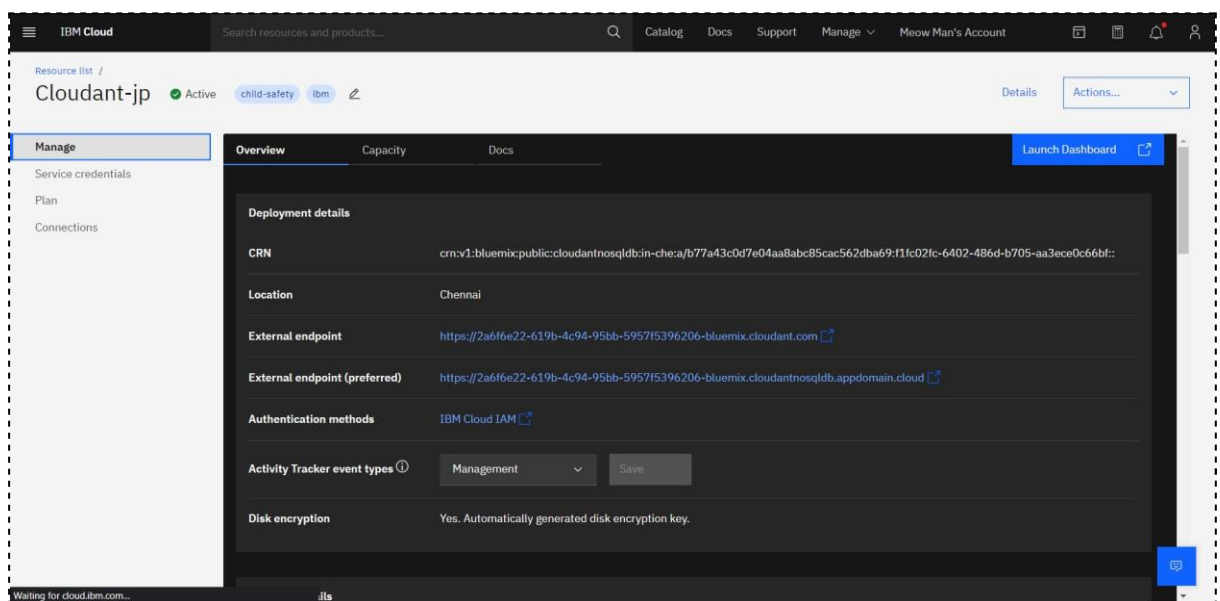 IBM Cloud
Search resources and products...
Catalog
Docs
Support
Manage
Meow Man's Account
Resource list /
Cloudant-jp
Active
child-safety
ibm
Details
Actions...
Manage
Service credentials
Plan
Connections
Overview
Capacity
Docs
Launch Dashboard
Deployment details
CRN
crn:v1:bluemix:public:cloudantnosqldb:in-che:a/b77a43c0d7e04aa8abc85cac562dba69:f1fc02fc-6402-486d-b705-aa3ece0c66bf::
Location
Chennai
External endpoint
https://2a6f6e22-619b-4c94-95bb-5957f5396206-bluemix.cloudant.com
External endpoint (preferred)
https://2a6f6e22-619b-4c94-95bb-5957f5396206-bluemix.cloudantnosqldb.appdomain.cloud
Authentication methods
IBM Cloud IAM
Activity Tracker event types
Management
Save
Disk encryption
Yes. Automatically generated disk encryption key.
Waiting for cloud.ibm.com...